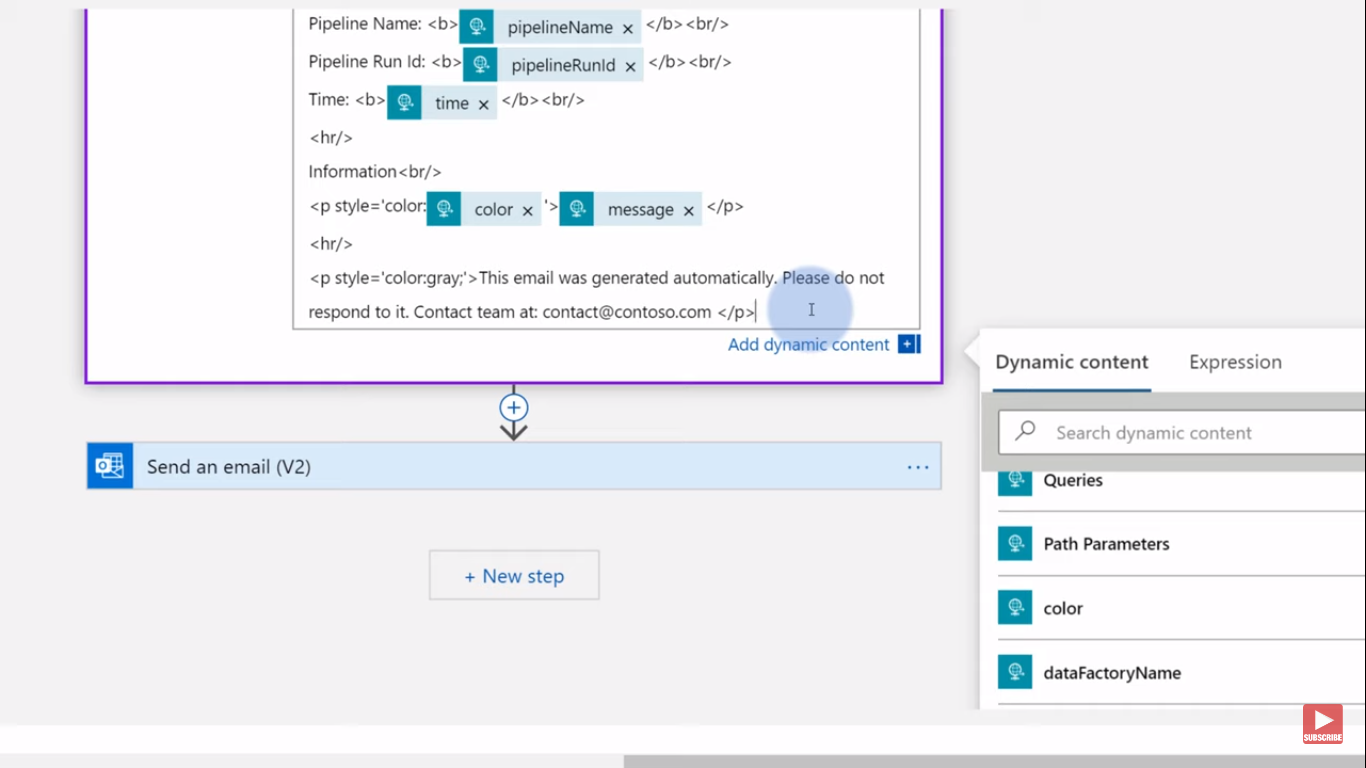 Pipeline Name: <b> pipelineName × </b><br/>
Pipeline Run Id: <b> pipelineRunId × </b><br/>
Time: <b> time × </b><br/>
<hr/>
Information<br/>
<p style='color: color × '> message × </p>
<hr/>
<p style='color:gray;'>This email was generated automatically. Please do not
respond to it. Contact team at: contact@contoso.com </p>
Add dynamic content
Send an email (V2)
+ New step
Dynamic content Expression
Search dynamic content
Queries
Path Parameters
color
dataFactoryName
SUBSCRIBE